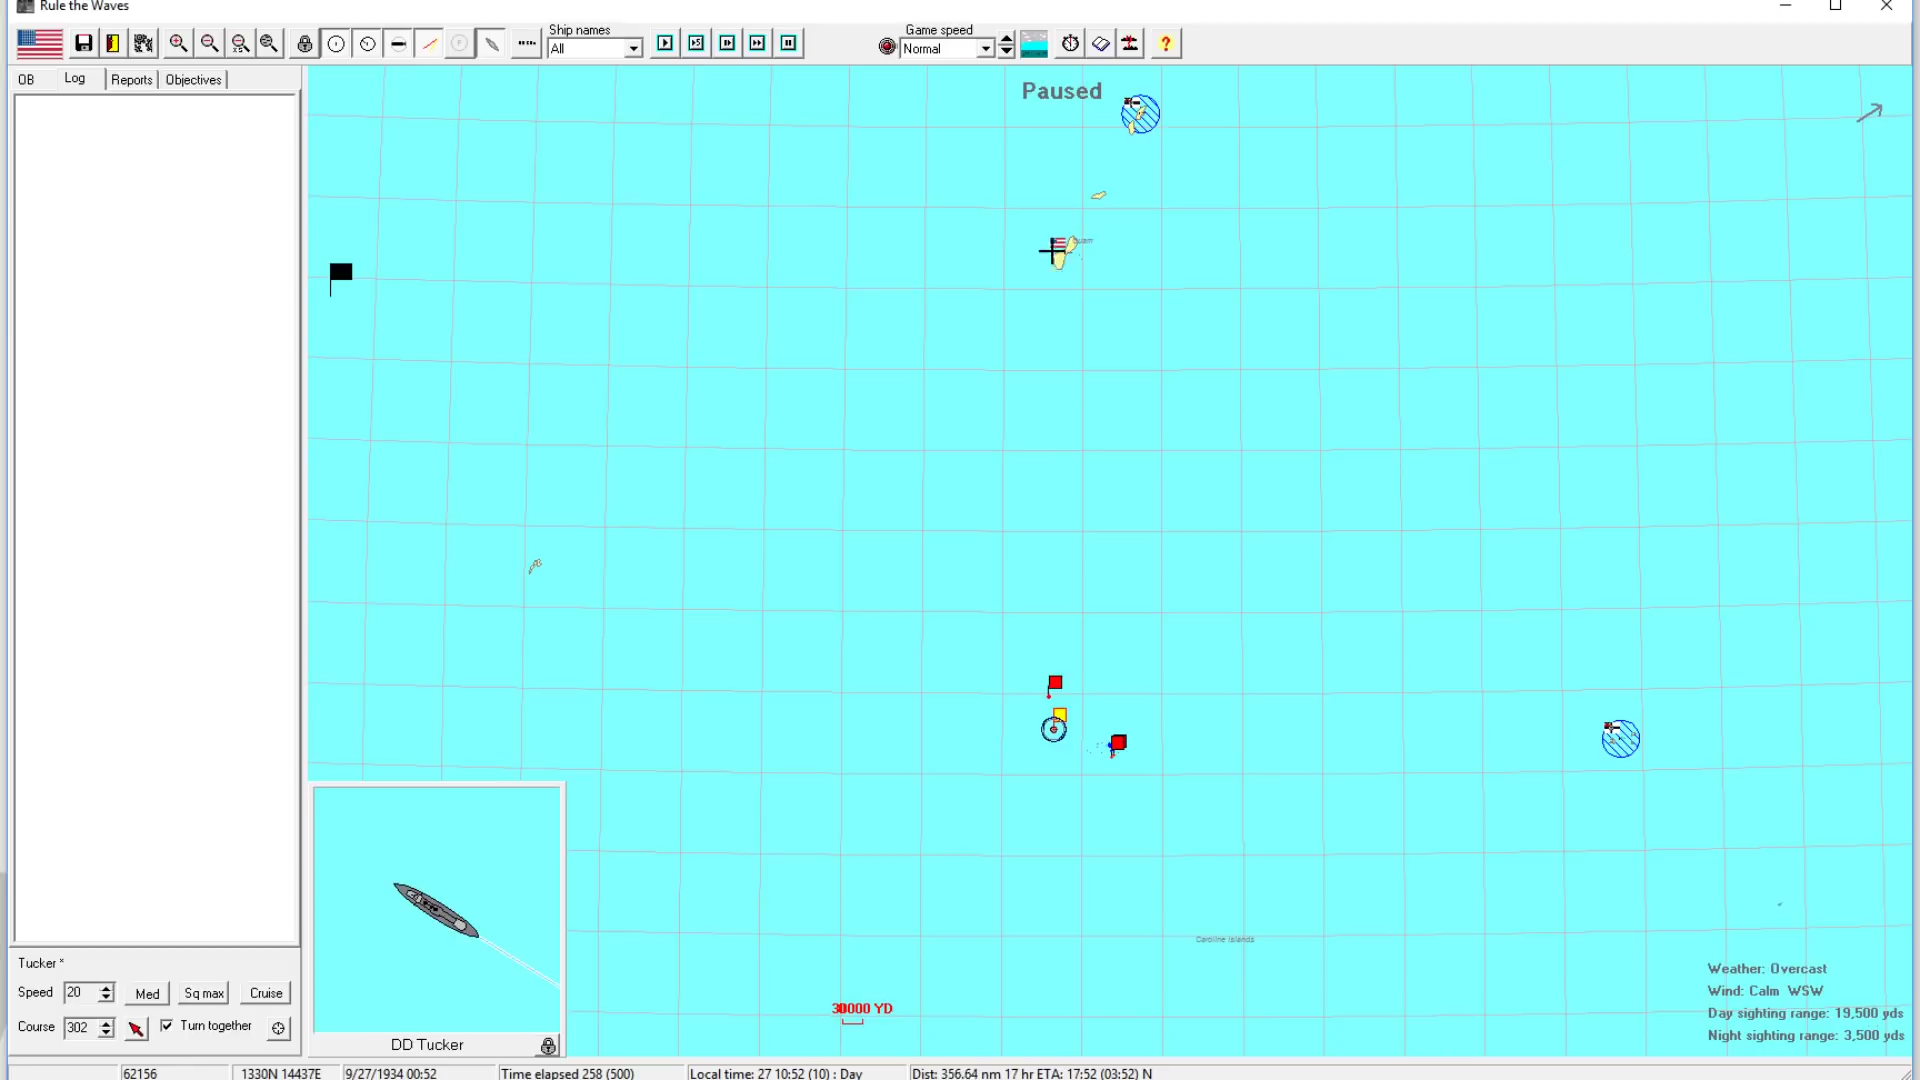 Rule the Waves
Ship names
All
Game speed
Normal
OB
Log
Reports
Objectives
Paused
Guam
Caroline Islands
Tucker *
Speed
20
Med
Sq max
Cruise
Course
302
Turn together
DD Tucker
YD
Weather: Overcast
Wind: Calm WSW
Day sighting range: 19,500 yds
Night sighting range: 3,500 yds
62156
1330N 14437E
9/27/1934 00:52
Time elapsed 258 (500)
Local time: 27 10:52 (10) : Day
Dist: 356.64 nm 17 hr ETA: 17:52 (03:52) N